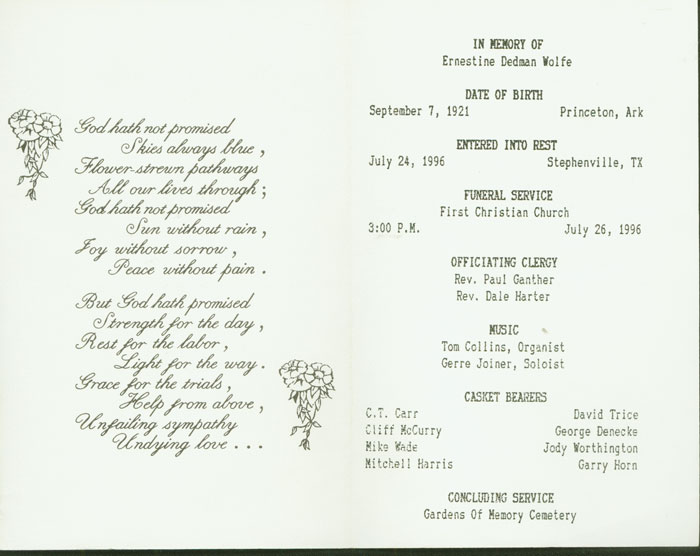 God hath not promised
Skies always blue,
Flower-strewn pathways
All our lives through;
God hath not promised
Sun without rain,
Joy without sorrow,
Peace without pain.
But God hath promised
Strength for the day,
Rest for the labor,
Light for the way.
Grace for the trials,
Help from above,
Unfailing sympathy
Undying love...
IN MEMORY OF
Ernestine Dedman Wolfe
DATE OF BIRTH
September 7, 1921 Princeton, Ark
ENTERED INTO REST
July 24, 1996 Stephenville, TX
FUNERAL SERVICE
First Christian Church
3:00 P.M. July 26, 1996
OFFICIATING CLERGY
Rev. Paul Ganther
Rev. Dale Harter
MUSIC
Tom Collins, Organist
Gerre Joiner, Soloist
CASKET BEARERS
C.T. Carr David Trice
Cliff McCurry George Denecke
Mike Wade Jody Worthington
Mitchell Harris Garry Horn
CONCLUDING SERVICE
Gardens Of Memory Cemetery